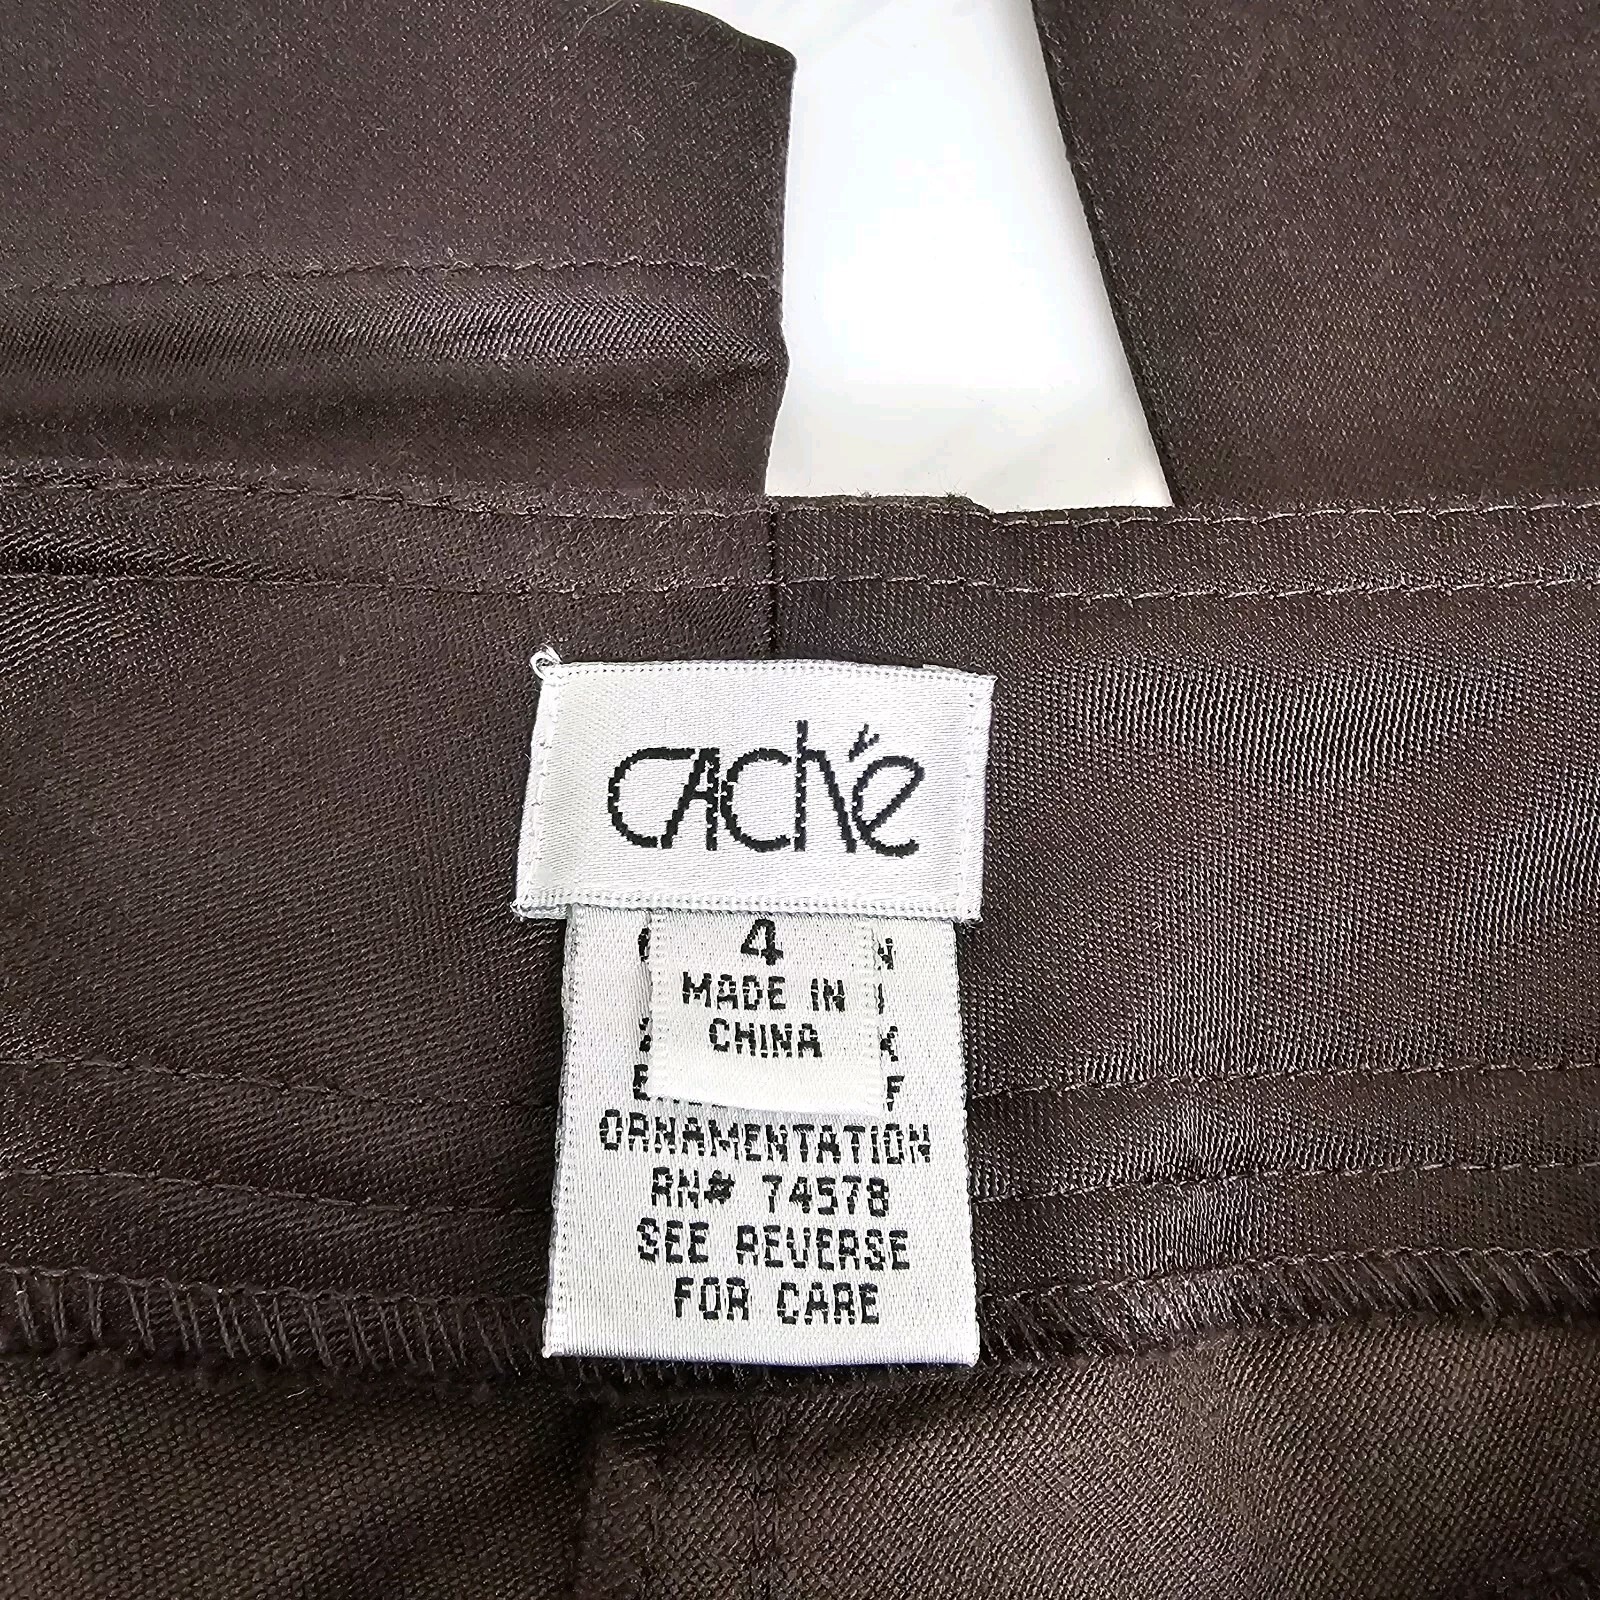 CAChé
4
MADE IN
CHINA
ORNAMENTATION
RN# 74578
SEE REVERSE
FOR CARE